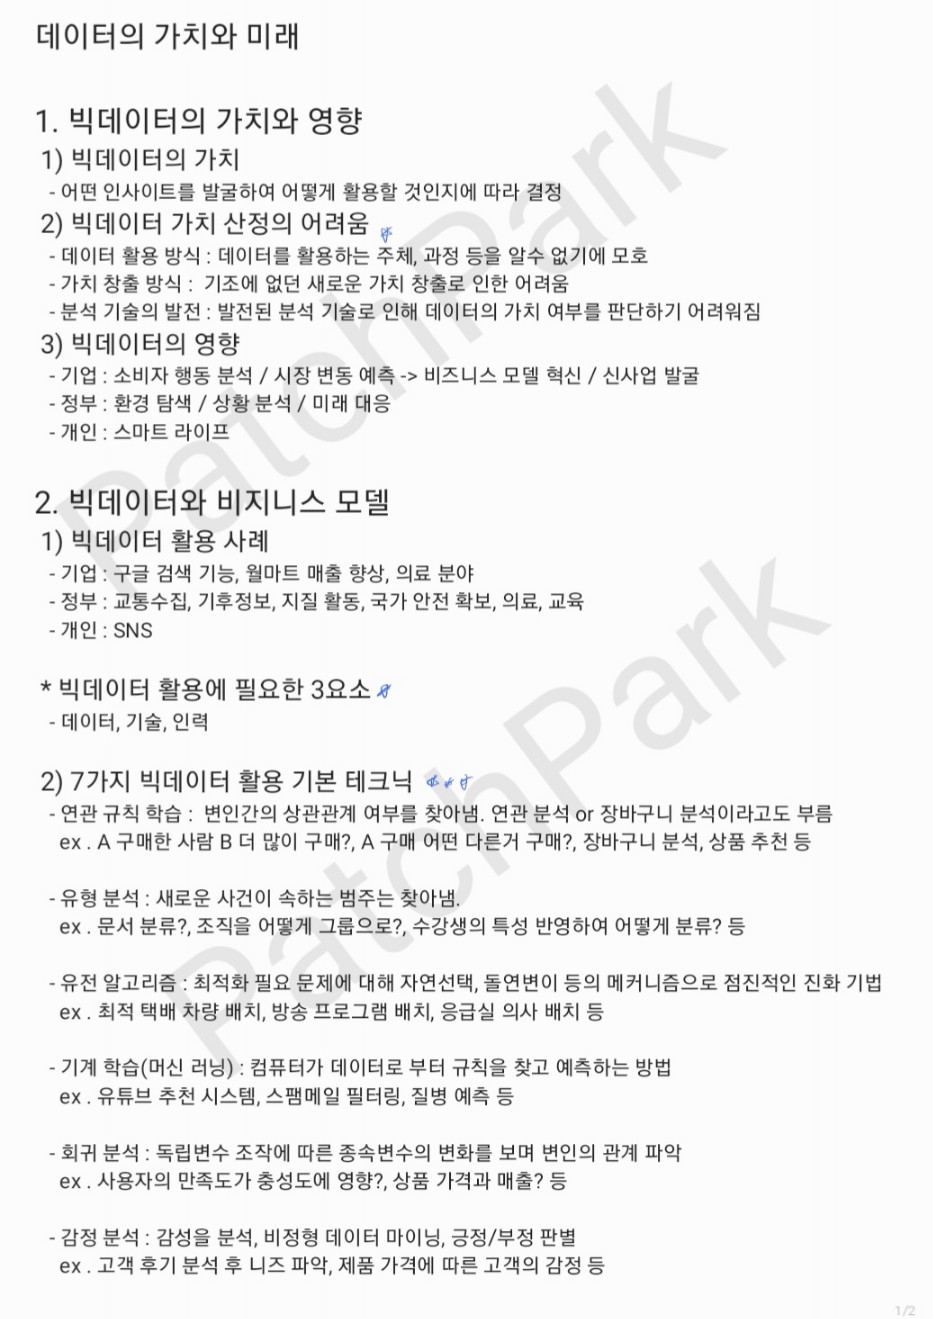 데이터의 가치와 미래
1. 빅데이터의 가치와 영향
1) 빅데이터의 가치
- 어떤 인사이트를 발굴하여 어떻게 활용할 것인지에 따라 결정
2) 빅데이터 가치 산정의 어려움
- 데이터 활용 방식 : 데이터를 활용하는 주체, 과정 등을 알수 없기에 모호
- 가치 창출 방식 : 기조에 없던 새로운 가치 창출로 인한 어려움
- 분석 기술의 발전 : 발전된 분석 기술로 인해 데이터의 가치 여부를 판단하기 어려워짐
3) 빅데이터의 영향
- 기업 : 소비자 행동 분석 / 시장 변동 예측 -> 비즈니스 모델 혁신 / 신사업 발굴
- 정부 : 환경 탐색 / 상황 분석 / 미래 대응
- 개인 : 스마트 라이프
2. 빅데이터와 비지니스 모델
1) 빅데이터 활용 사례
- 기업 : 구글 검색 기능, 월마트 매출 향상, 의료 분야
- 정부 : 교통수집, 기후정보, 지질 활동, 국가 안전 확보, 의료, 교육
- 개인 : SNS
* 빅데이터 활용에 필요한 3요소
- 데이터, 기술, 인력
2) 7가지 빅데이터 활용 기본 테크닉
- 연관 규칙 학습 : 변인간의 상관관계 여부를 찾아냄. 연관 분석 or 장바구니 분석이라고도 부름
ex . A 구매한 사람 B 더 많이 구매?, A 구매 어떤 다른거 구매?, 장바구니 분석, 상품 추천 등
- 유형 분석 : 새로운 사건이 속하는 범주는 찾아냄.
ex . 문서 분류?, 조직을 어떻게 그룹으로?, 수강생의 특성 반영하여 어떻게 분류? 등
- 유전 알고리즘 : 최적화 필요 문제에 대해 자연선택, 돌연변이 등의 메커니즘으로 점진적인 진화 기법
ex . 최적 택배 차량 배치, 방송 프로그램 배치, 응급실 의사 배치 등
- 기계 학습(머신 러닝) : 컴퓨터가 데이터로 부터 규칙을 찾고 예측하는 방법
ex . 유튜브 추천 시스템, 스팸메일 필터링, 질병 예측 등
- 회귀 분석 : 독립변수 조작에 따른 종속변수의 변화를 보며 변인의 관계 파악
ex . 사용자의 만족도가 충성도에 영향?, 상품 가격과 매출? 등
- 감정 분석 : 감성을 분석, 비정형 데이터 마이닝, 긍정/부정 판별
ex . 고객 후기 분석 후 니즈 파악, 제품 가격에 따른 고객의 감정 등
1/2
PatchPark
PatchPark